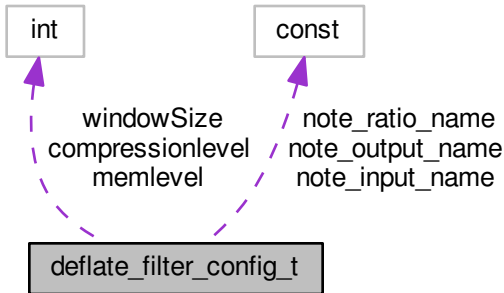 int
const
windowSize
compressionlevel
memlevel
note_ratio_name
note_output_name
note_input_name
deflate_filter_config_t